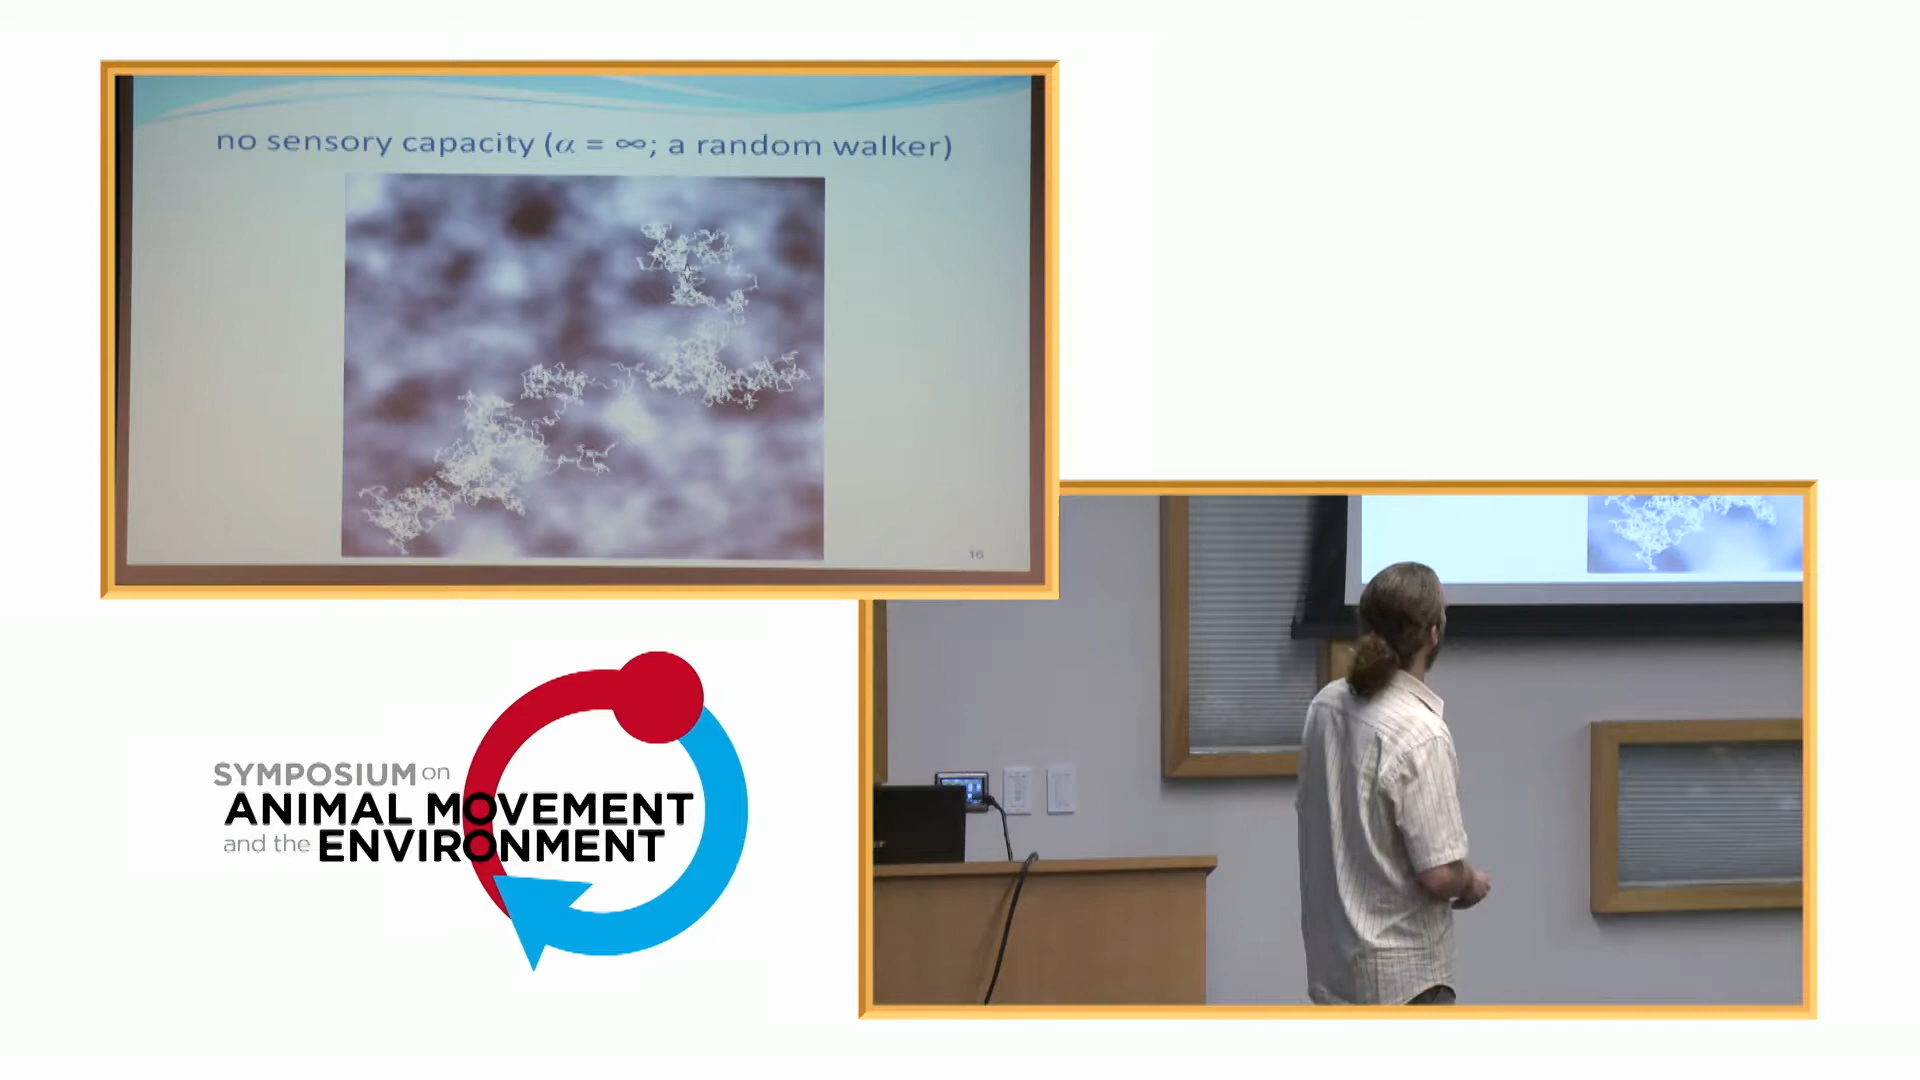 no sensory capacity (α = ∞; a random walker)
16
SYMPOSIUM on
ANIMAL MOVEMENT
and the ENVIRONMENT